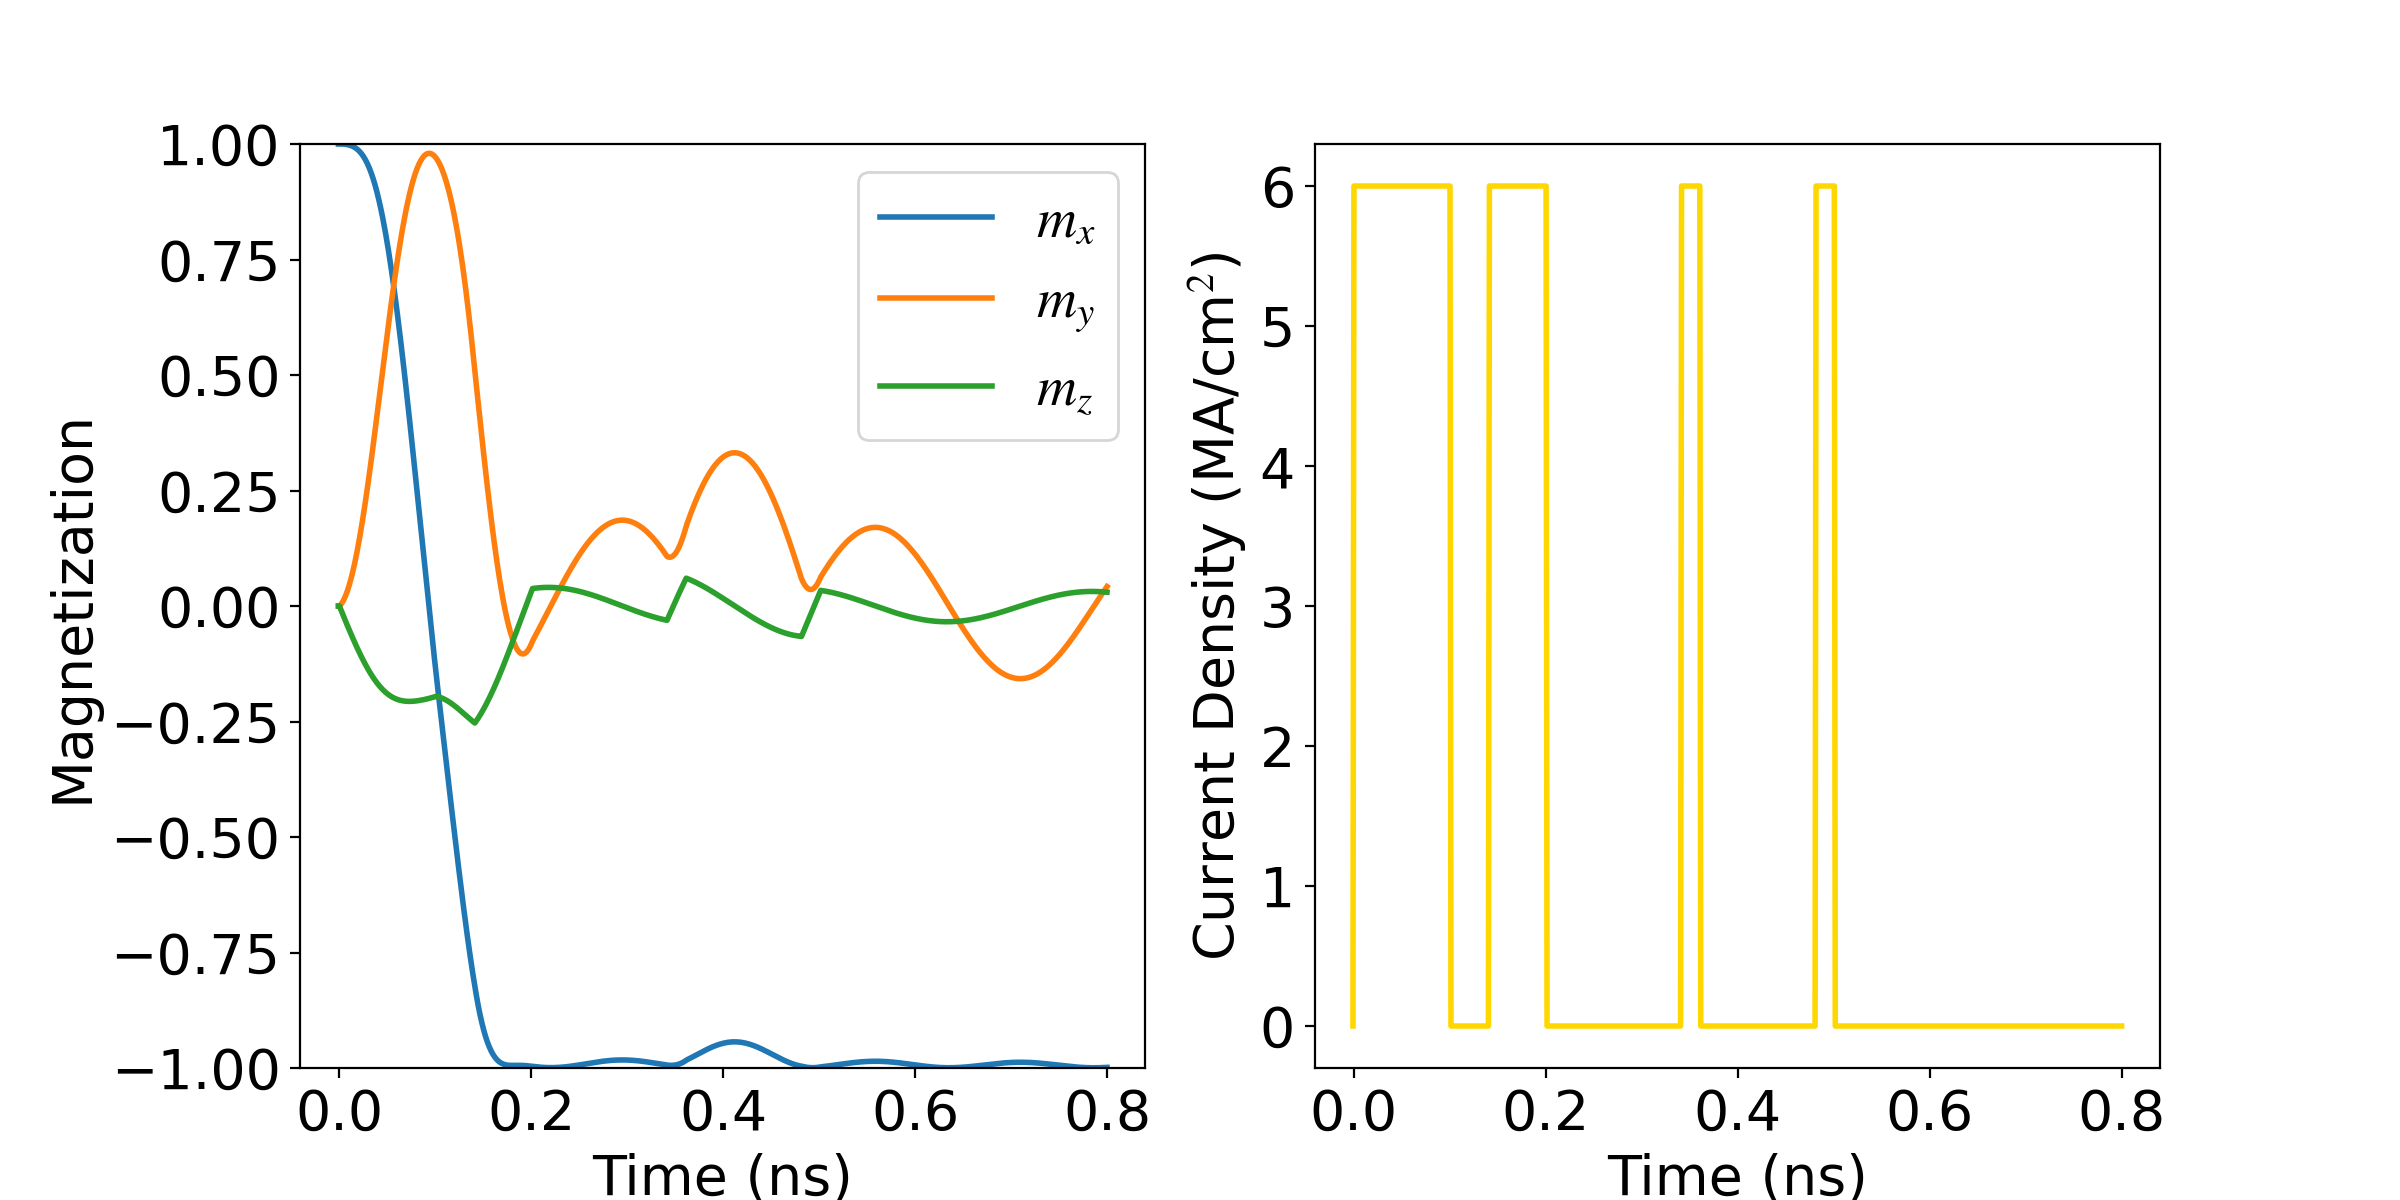 Magnetization
1.00
0.75
0.50
0.25
0.00
−0.25
−0.50
−0.75
−1.00
0.0 0.2 0.4 0.6 0.8
Time (ns)
m_x
m_y
m_z
Current Density (MA/cm²)
6
5
4
3
2
1
0
0.0 0.2 0.4 0.6 0.8
Time (ns)